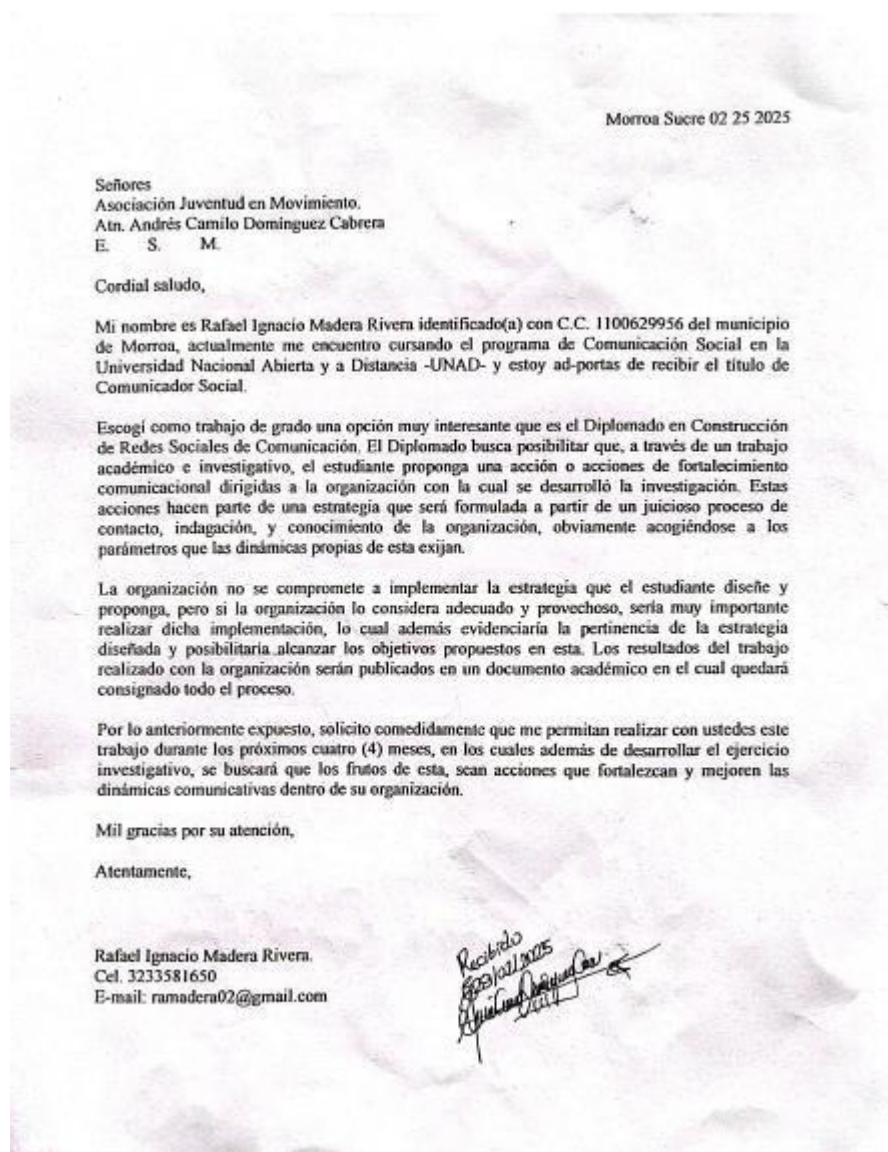 Morroa Sucre 02 25 2025
Señores
Asociación Juventud en Movimiento.
Atn. Andrés Camilo Domínguez Cabrera
E. S. M.
Cordial saludo,
Mi nombre es Rafael Ignacio Madera Rivera identificado(a) con C.C. 1100629956 del municipio
de Morroa, actualmente me encuentro cursando el programa de Comunicación Social en la
Universidad Nacional Abierta y a Distancia -UNAD- y estoy ad-portas de recibir el título de
Comunicador Social.
Escogí como trabajo de grado una opción muy interesante que es el Diplomado en Construcción
de Redes Sociales de Comunicación. El Diplomado busca posibilitar que, a través de un trabajo
académico e investigativo, el estudiante proponga una acción o acciones de fortalecimiento
comunicacional dirigidas a la organización con la cual se desarrolló la investigación. Estas
acciones hacen parte de una estrategia que será formulada a partir de un juicioso proceso de
contacto, indagación, y conocimiento de la organización, obviamente acogiéndose a los
parámetros que las dinámicas propias de esta exijan.
La organización no se compromete a implementar la estrategia que el estudiante diseñe y
proponga, pero si la organización lo considera adecuado y provechoso, sería muy importante
realizar dicha implementación, lo cual además evidenciaría la pertinencia de la estrategia
diseñada y posibilitaría alcanzar los objetivos propuestos en esta. Los resultados del trabajo
realizado con la organización serán publicados en un documento académico en el cual quedará
consignado todo el proceso.
Por lo anteriormente expuesto, solicito comedidamente que me permitan realizar con ustedes este
trabajo durante los próximos cuatro (4) meses, en los cuales además de desarrollar el ejercicio
investigativo, se buscará que los frutos de esta, sean acciones que fortalezcan y mejoren las
dinámicas comunicativas dentro de su organización.
Mil gracias por su atención,
Atentamente,
Rafael Ignacio Madera Rivera.
Cel. 3233581650
E-mail: ramadera02@gmail.com
Recibido